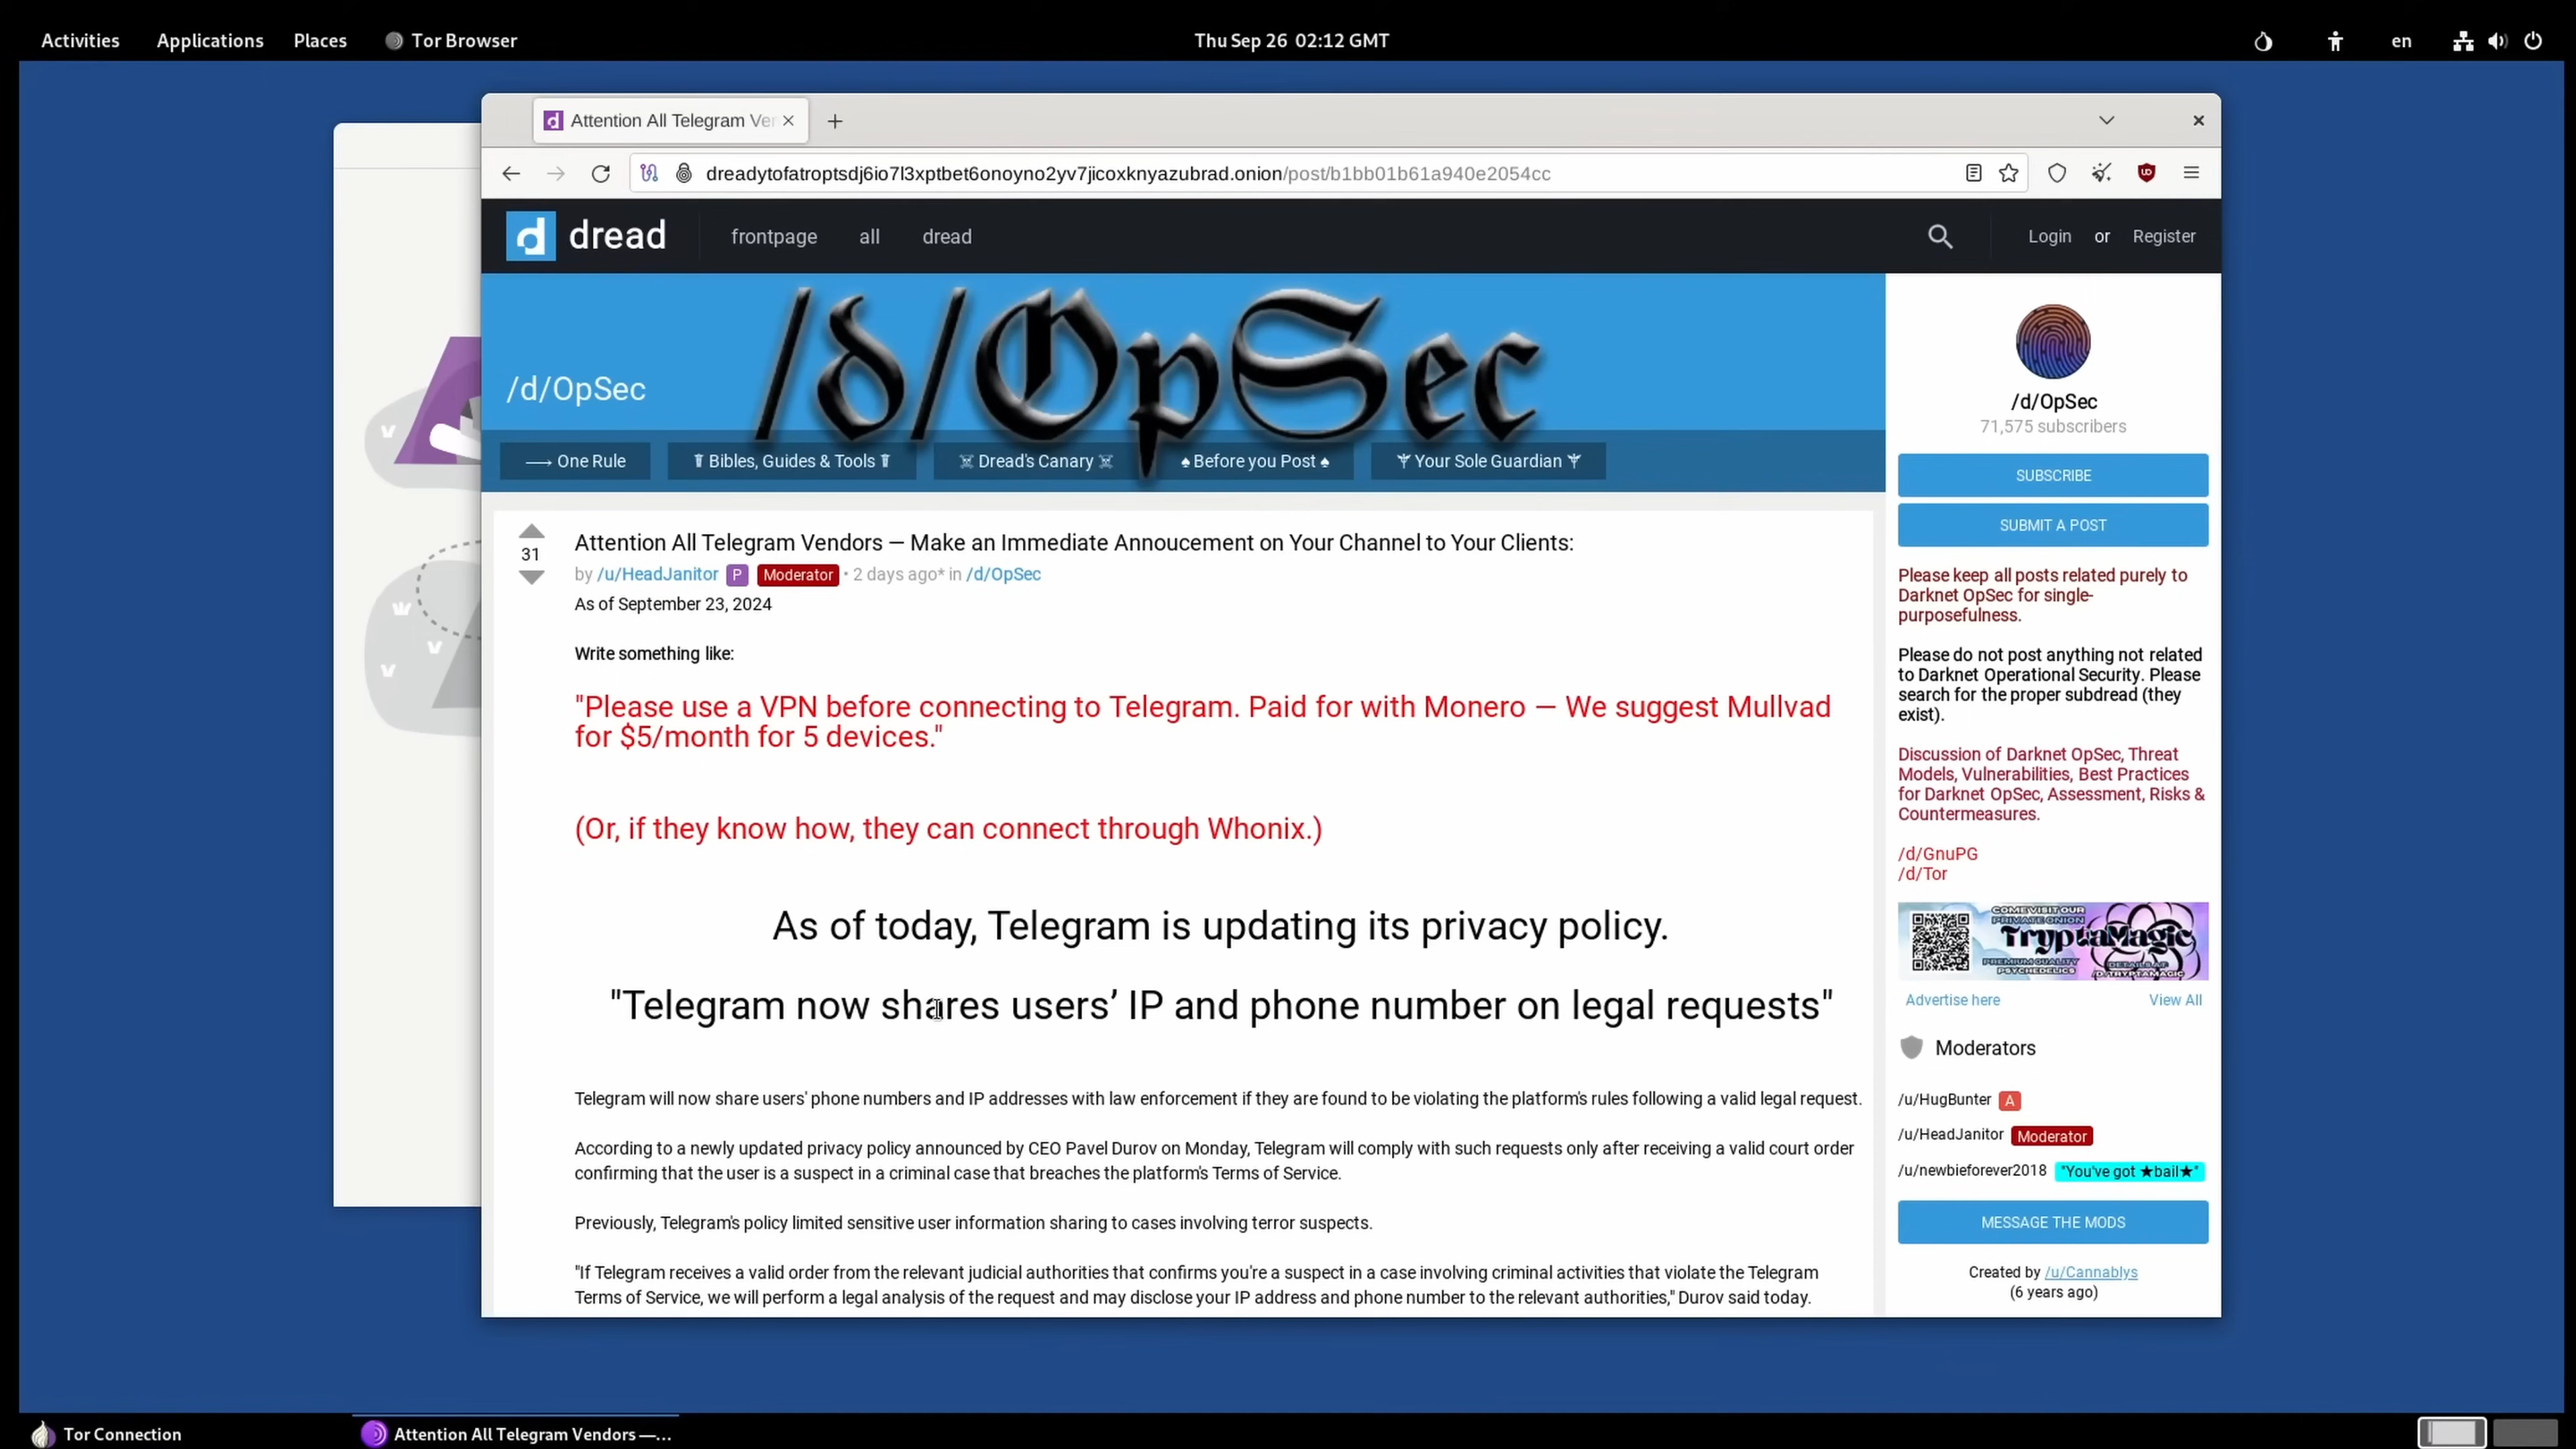 Activities Applications Places Tor Browser Thu Sep 26 02:12 GMT en
Attention All Telegram Ver
dreadytofatroptsdj6io7l3xptbet6onoyno2yv7jicoxknyazubrad.onion/post/b1bb01b61a940e2054cc
dread frontpage all dread Login or Register
/d/OpSec
/d/OpSec
⟶ One Rule Bibles, Guides & Tools ☠ Dread's Canary ☠ ♠ Before you Post ♠ Your Sole Guardian
31
Attention All Telegram Vendors — Make an Immediate Annoucement on Your Channel to Your Clients:
by /u/HeadJanitor P Moderator • 2 days ago* in /d/OpSec
As of September 23, 2024
Write something like:
"Please use a VPN before connecting to Telegram. Paid for with Monero — We suggest Mullvad
for $5/month for 5 devices."
(Or, if they know how, they can connect through Whonix.)
As of today, Telegram is updating its privacy policy.
"Telegram now shares users’ IP and phone number on legal requests"
Telegram will now share users' phone numbers and IP addresses with law enforcement if they are found to be violating the platform's rules following a valid legal request.
According to a newly updated privacy policy announced by CEO Pavel Durov on Monday, Telegram will comply with such requests only after receiving a valid court order
confirming that the user is a suspect in a criminal case that breaches the platform's Terms of Service.
Previously, Telegram's policy limited sensitive user information sharing to cases involving terror suspects.
"If Telegram receives a valid order from the relevant judicial authorities that confirms you're a suspect in a case involving criminal activities that violate the Telegram
Terms of Service, we will perform a legal analysis of the request and may disclose your IP address and phone number to the relevant authorities," Durov said today.
/d/OpSec
71,575 subscribers
SUBSCRIBE
SUBMIT A POST
Please keep all posts related purely to
Darknet OpSec for single-
purposefulness.
Please do not post anything not related
to Darknet Operational Security. Please
search for the proper subdread (they
exist).
Discussion of Darknet OpSec, Threat
Models, Vulnerabilities, Best Practices
for Darknet OpSec, Assessment, Risks &
Countermeasures.
/d/GnuPG
/d/Tor
COME VISIT OUR
PRIVATE ONION
TryptaMagic
PREMIUM QUALITY
PSYCHEDELICS
DETAILS AT
/D/TRYPTAMAGIC
Advertise here View All
Moderators
/u/HugBunter A
/u/HeadJanitor Moderator
/u/newbieforever2018 "You've got ★bail★"
MESSAGE THE MODS
Created by /u/Cannablys
(6 years ago)
Tor Connection Attention All Telegram Vendors —...